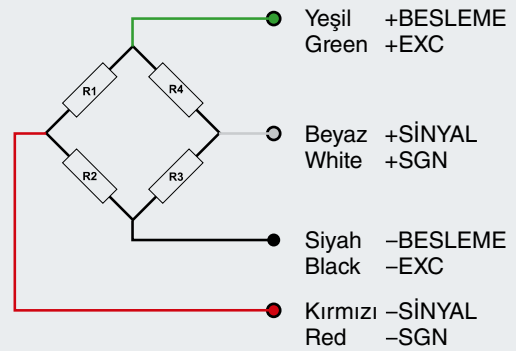 Yeşil +BESLEME
Green +EXC
R1
R4
Beyaz +SİNYAL
White +SGN
R2
R3
Siyah –BESLEME
Black –EXC
Kırmızı –SİNYAL
Red –SGN